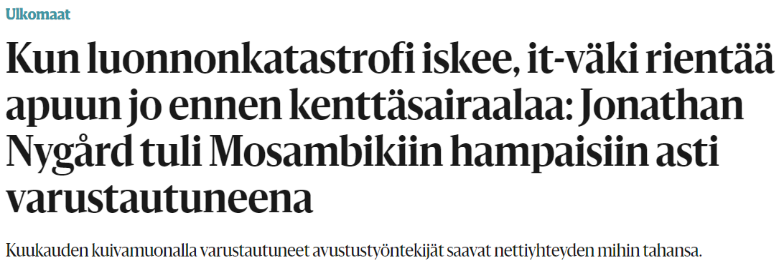 Ulkomaat
Kun luonnonkatastrofi iskee, it-väki rientää
apuun jo ennen kenttäsairaalaa: Jonathan
Nygård tuli Mosambikiin hampaisiin asti
varustautuneena
Kuukauden kuivamuonalla varustautuneet avustustyöntekijät saavat nettiyhteyden mihin tahansa.